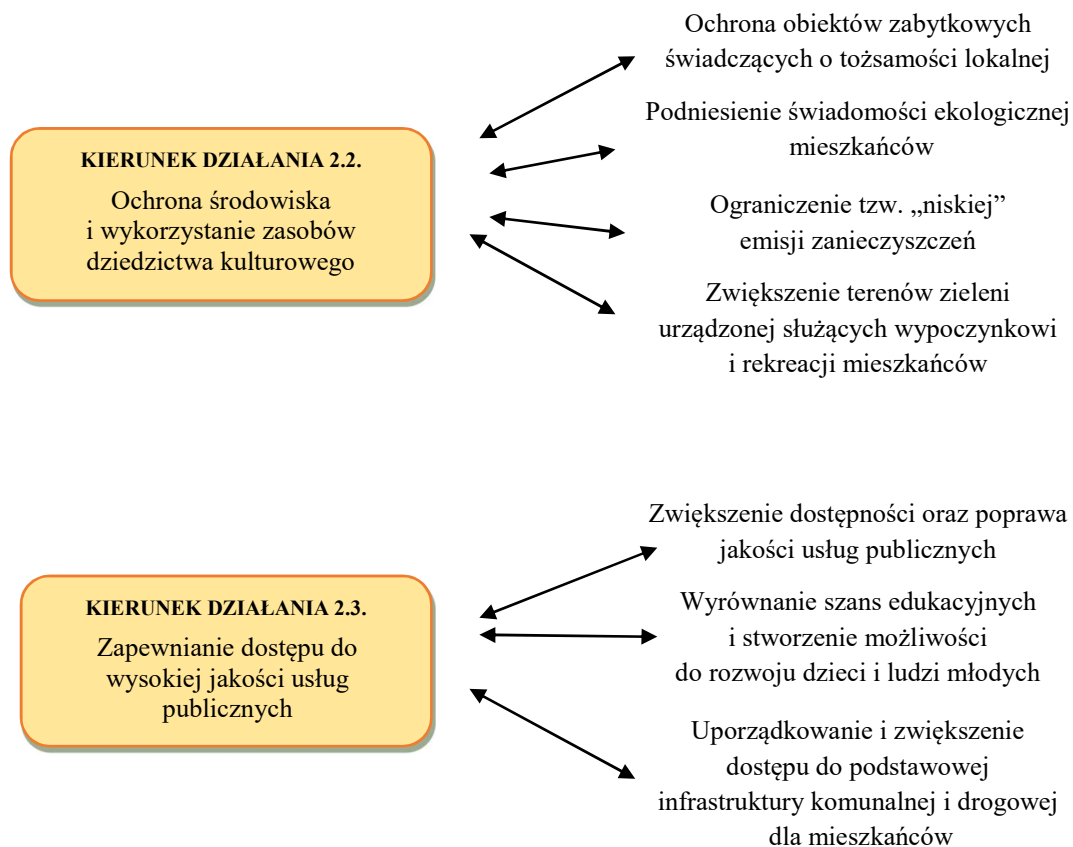 KIERUNEK DZIAŁANIA 2.2.
Ochrona środowiska
i wykorzystanie zasobów
dziedzictwa kulturowego
Ochrona obiektów zabytkowych
świadczących o tożsamości lokalnej
Podniesienie świadomości ekologicznej
mieszkańców
Ograniczenie tzw. „niskiej”
emisji zanieczyszczeń
Zwiększenie terenów zieleni
urządzonej służących wypoczynkowi
i rekreacji mieszkańców
KIERUNEK DZIAŁANIA 2.3.
Zapewnianie dostępu do
wysokiej jakości usług
publicznych
Zwiększenie dostępności oraz poprawa
jakości usług publicznych
Wyrównanie szans edukacyjnych
i stworzenie możliwości
do rozwoju dzieci i ludzi młodych
Uporządkowanie i zwiększenie
dostępu do podstawowej
infrastruktury komunalnej i drogowej
dla mieszkańców